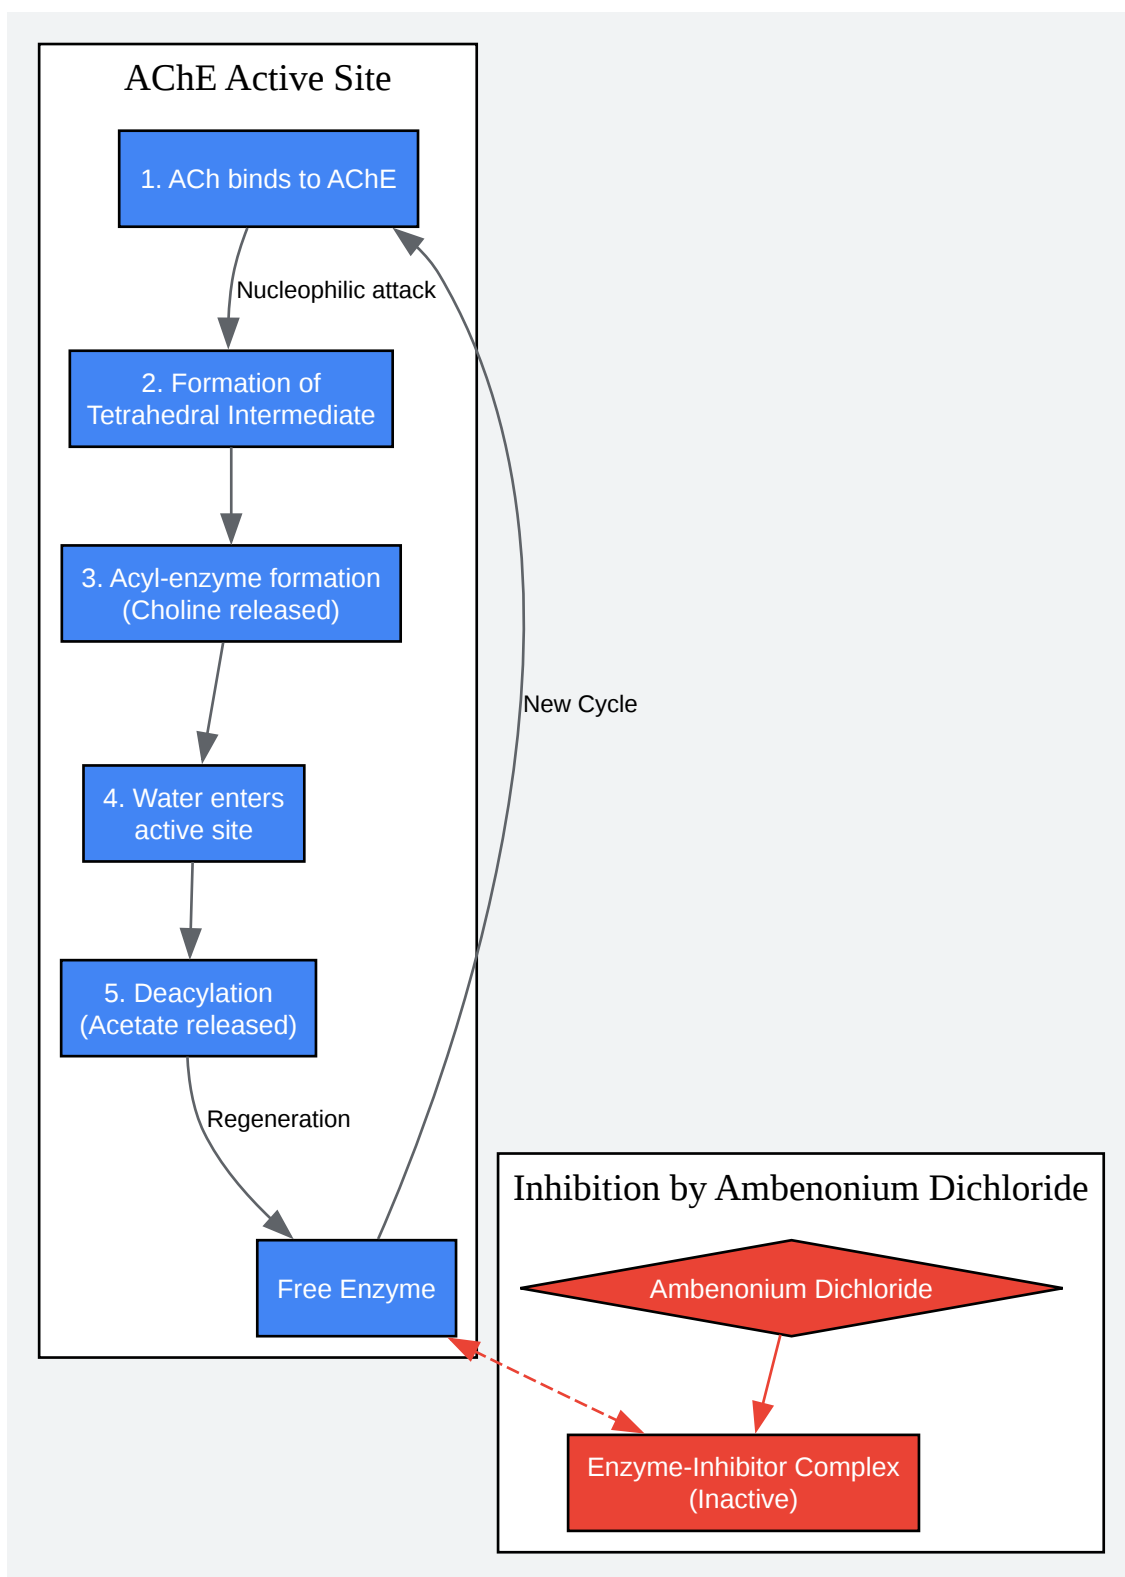 AChE Active Site
1. ACh binds to AChE
Nucleophilic attack
2. Formation of
Tetrahedral Intermediate
3. Acyl-enzyme formation
(Choline released)
New Cycle
4. Water enters
active site
5. Deacylation
(Acetate released)
Regeneration
Free Enzyme
Inhibition by Ambenonium Dichloride
Ambenonium Dichloride
Enzyme-Inhibitor Complex
(Inactive)